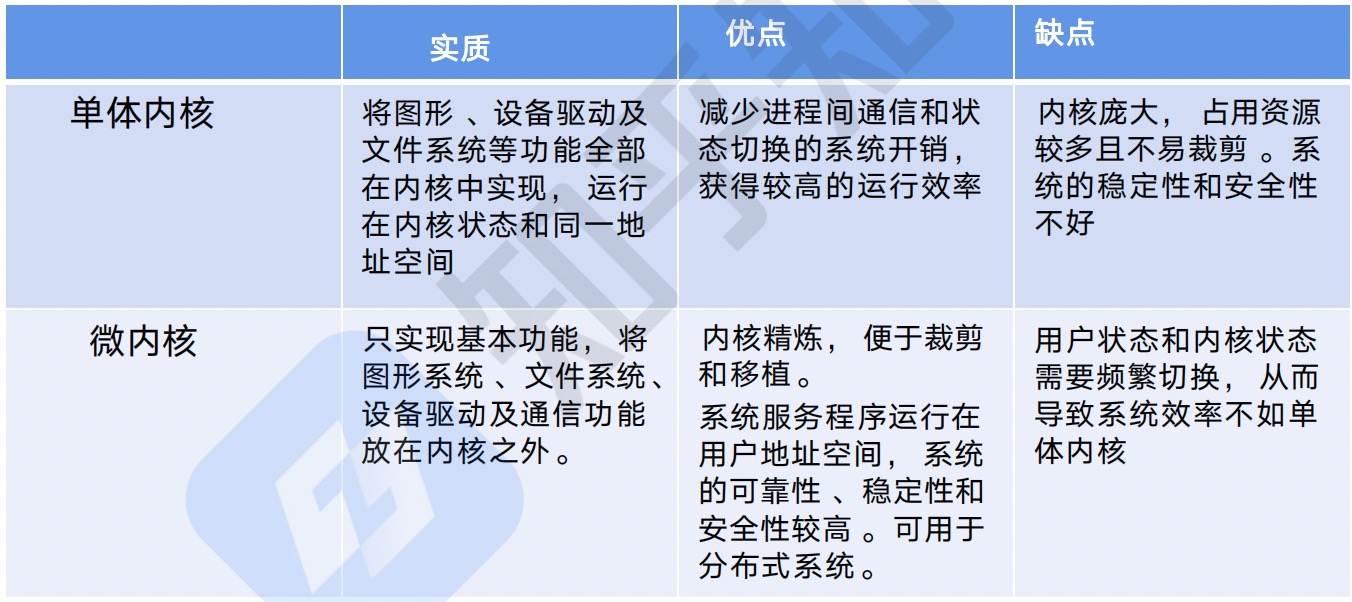 实质
优点
缺点
单体内核
将图形 、设备驱动及
文件系统等功能全部
在内核中实现， 运行
在内核状态和同一地
址空间
减少进程间通信和状
态切换的系统开销，
获得较高的运行效率
内核庞大， 占用资源
较多且不易裁剪 。系
统的稳定性和安全性
不好
微内核
只实现基本功能， 将
图形系统 、文件系统、
设备驱动及通信功能
放在内核之外。
内核精炼， 便于裁剪
和移植。
系统服务程序运行在
用户地址空间， 系统
的可靠性 、稳定性和
安全性较高 。可用于
分布式系统。
用户状态和内核状态
需要频繁切换， 从而
导致系统效率不如单
体内核
知乎知